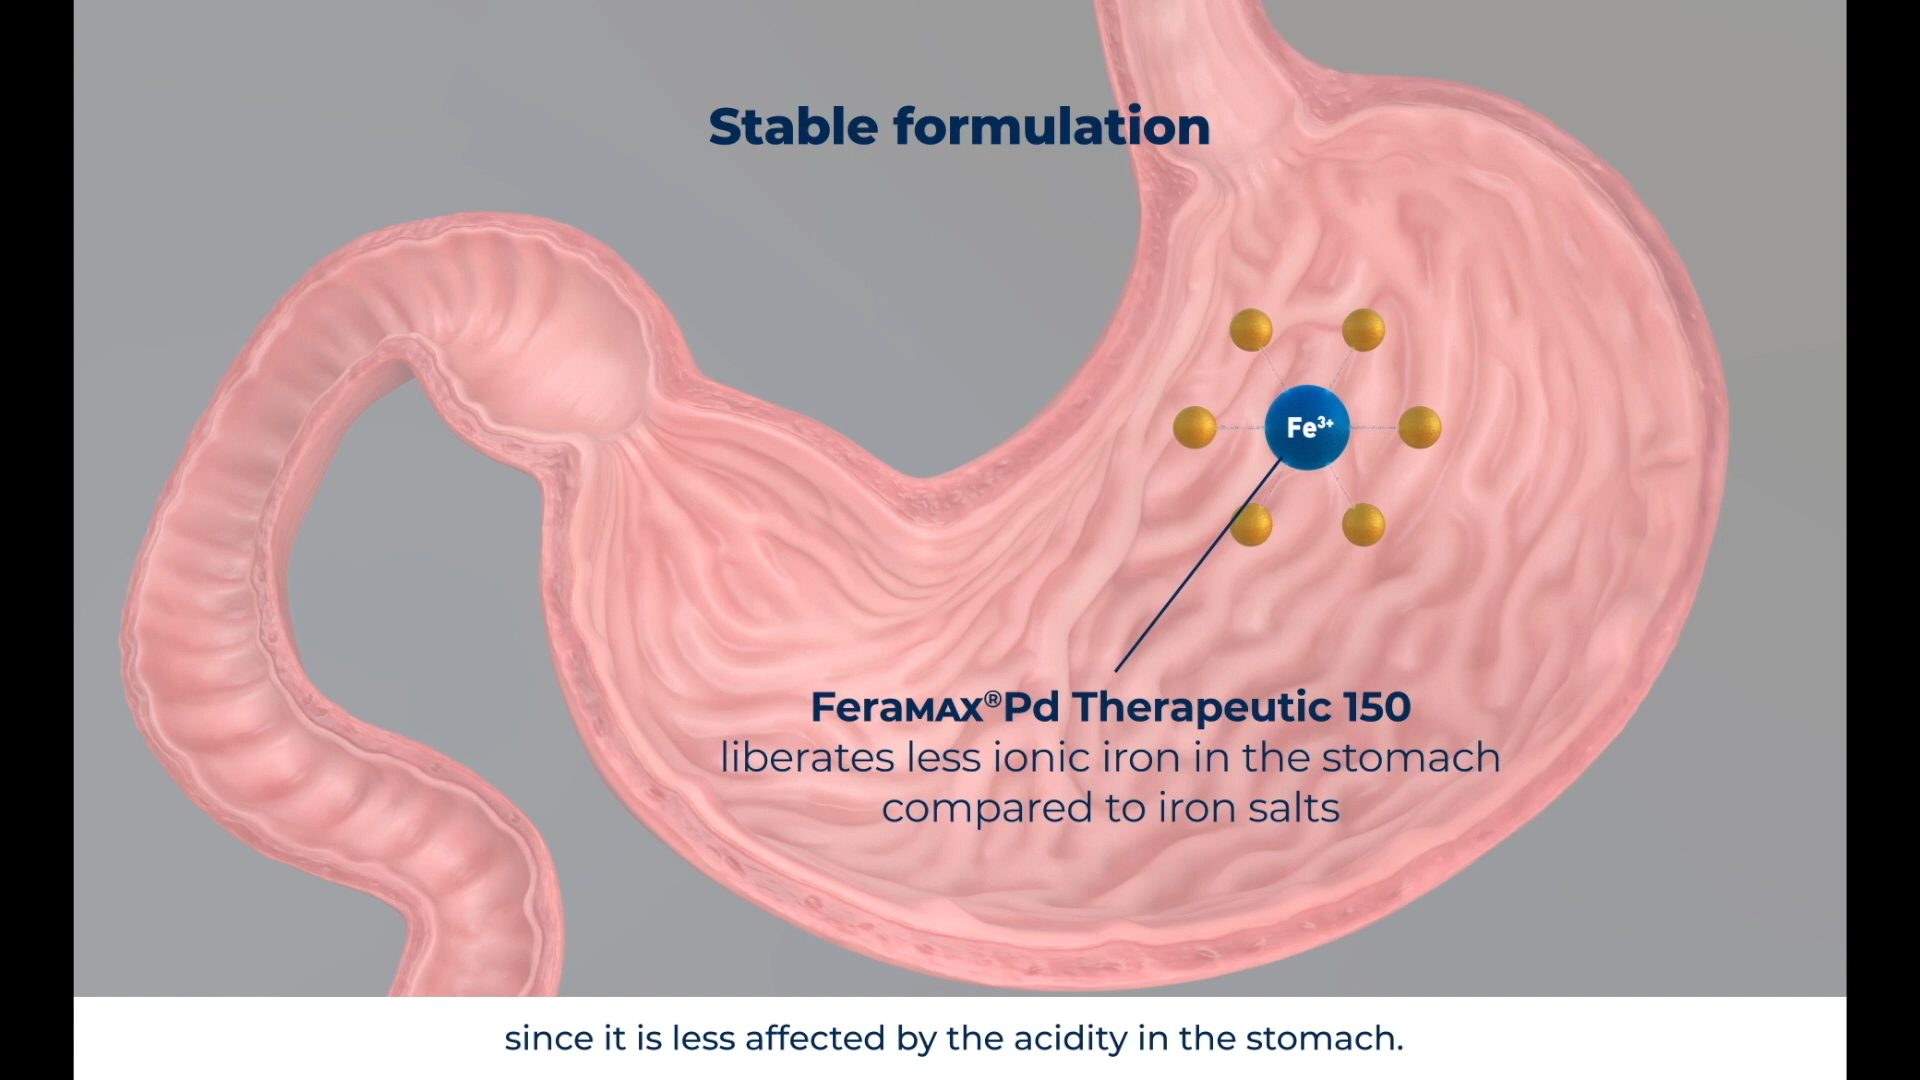 Stable formulation
Fe³⁺
FeraMAX®Pd Therapeutic 150
liberates less ionic iron in the stomach
compared to iron salts
since it is less affected by the acidity in the stomach.